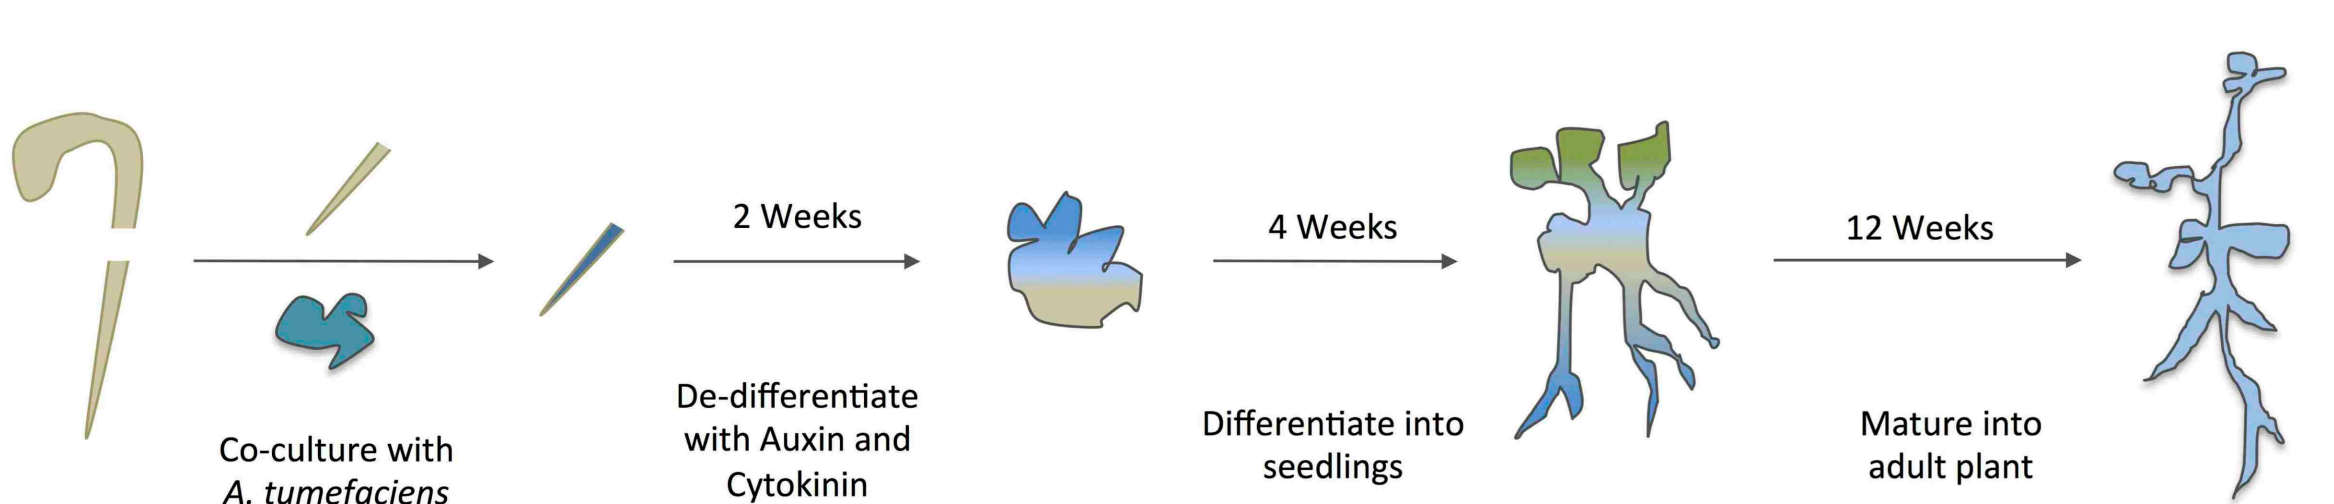 Co-culture with
A. tumefaciens
2 Weeks
De-differentiate
with Auxin and
Cytokinin
4 Weeks
Differentiate into
seedlings
12 Weeks
Mature into
adult plant